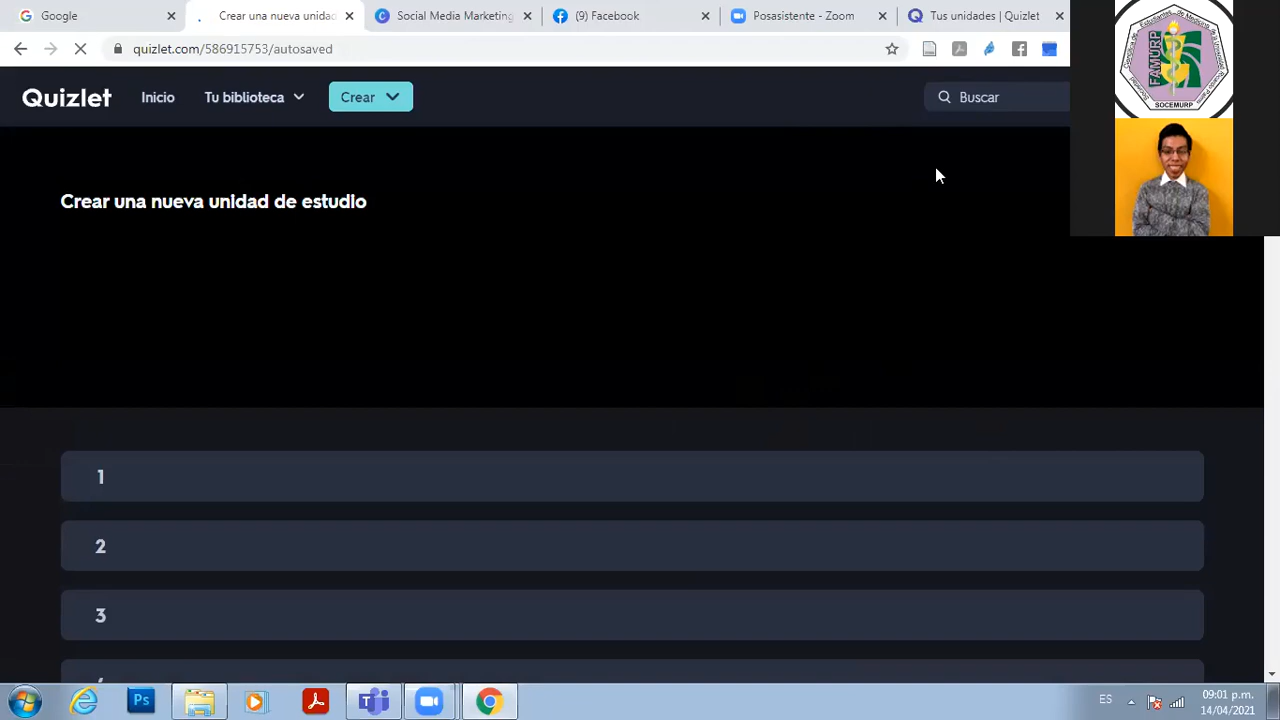 Google
Crear una nueva unidad
Social Media Marketing
(9) Facebook
Posasistente - Zoom
Tus unidades | Quizlet
quizlet.com/586915753/autosaved
Quizlet
Inicio
Tu biblioteca
Crear
Buscar
FAMURP
SOCEMURP
Crear una nueva unidad de estudio
1
2
3
Ps
ES
09:01 p.m.
14/04/2021